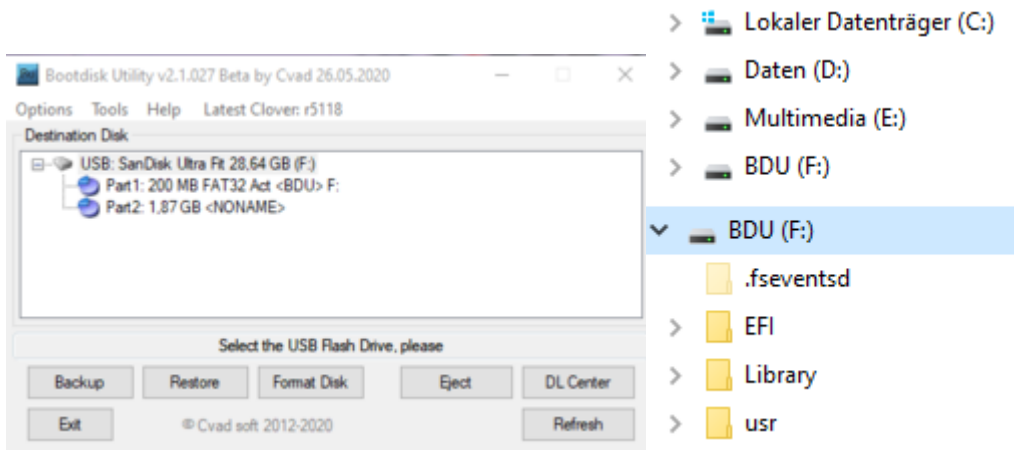 Bootdisk Utility v2.1.027 Beta by Cvad 26.05.2020
Options Tools Help Latest Clover: r5118
Destination Disk
USB: SanDisk Ultra Fit 28,64 GB (F:)
Part1: 200 MB FAT32 Act <BDU> F:
Part2: 1,87 GB <NONAME>
Select the USB Flash Drive, please
Backup Restore Format Disk Eject DL Center
Exit © Cvad soft 2012-2020 Refresh
Lokaler Datenträger (C:)
Daten (D:)
Multimedia (E:)
BDU (F:)
BDU (F:)
.fseventsd
EFI
Library
usr